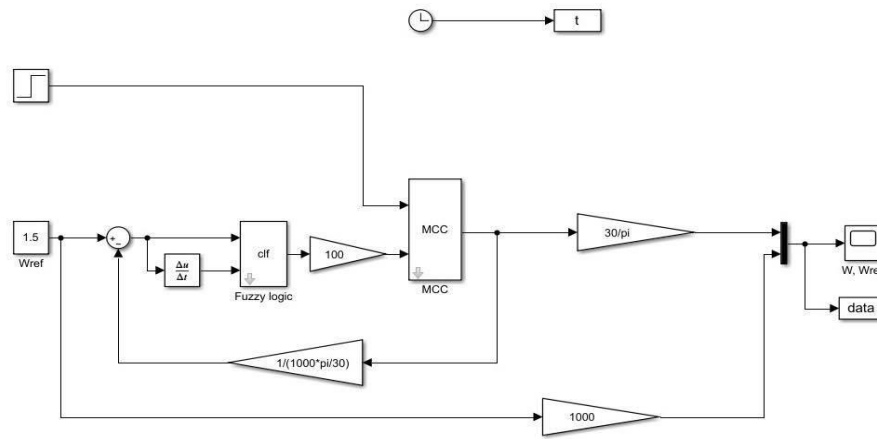 t
1.5
Wref
+
-
Δu
Δt
clf
Fuzzy logic
100
MCC
MCC
30/pi
W, Wre
data
1/(1000*pi/30)
1000